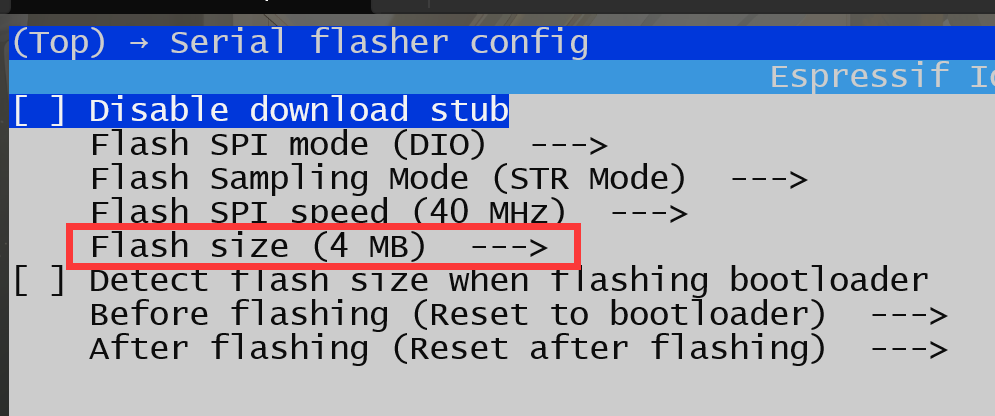 (Top) → Serial flasher config
Espressif
[ ] Disable download stub
Flash SPI mode (DIO) --->
Flash Sampling Mode (STR Mode) --->
Flash SPI speed (40 MHz) --->
Flash size (4 MB) --->
[ ] Detect flash size when flashing bootloader
Before flashing (Reset to bootloader) --->
After flashing (Reset after flashing) --->